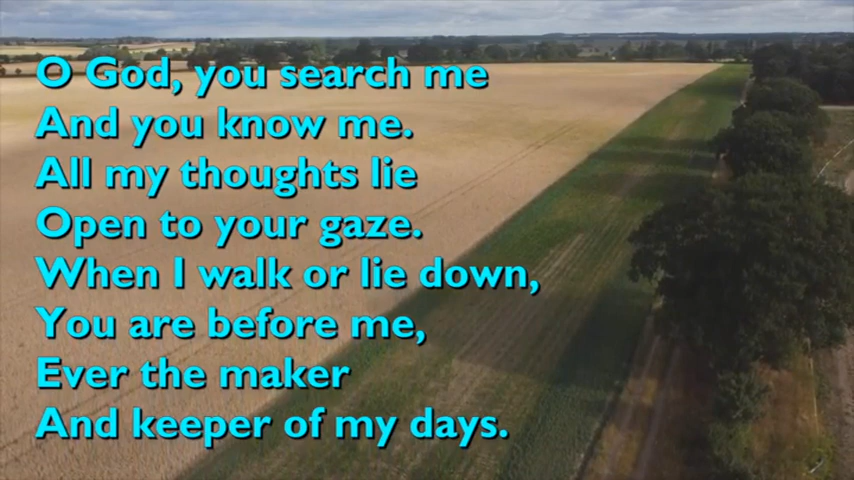 O God, you search me
And you know me.
All my thoughts lie
Open to your gaze.
When I walk or lie down,
You are before me,
Ever the maker
And keeper of my days.